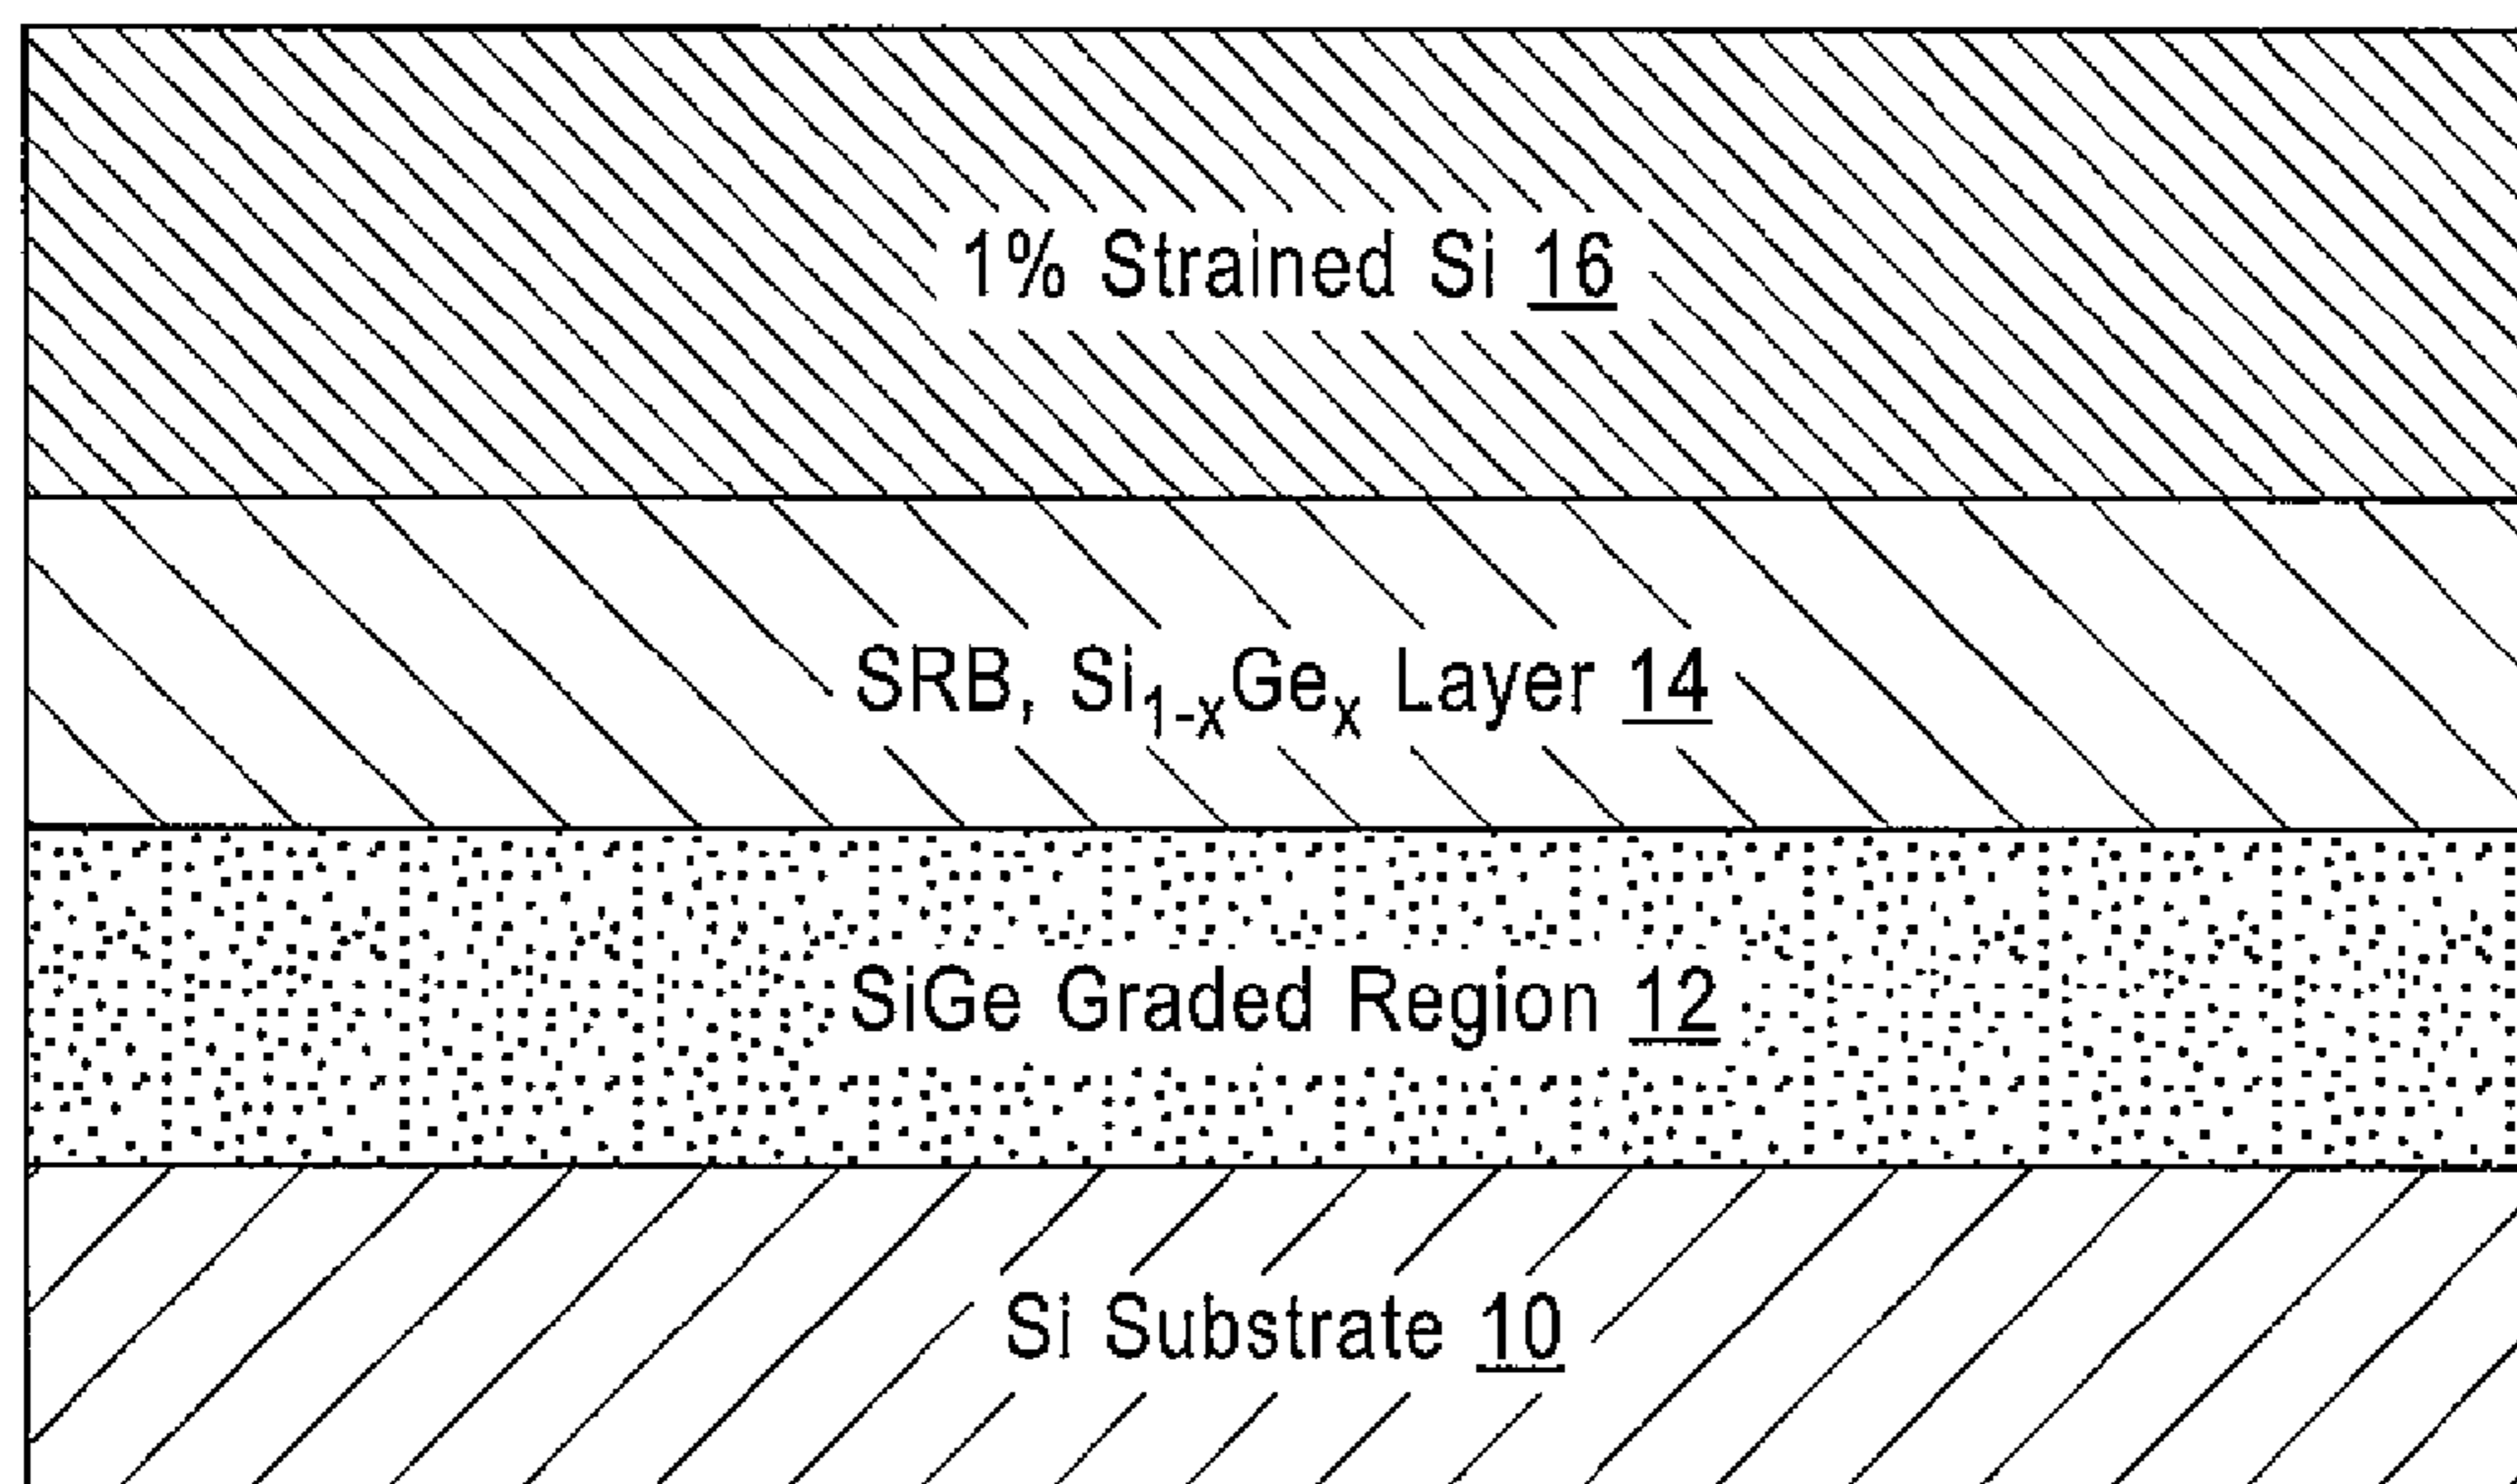 1% Strained Si 16
SRB, Si₁₋ₓGeₓ Layer 14
SiGe Graded Region 12
Si Substrate 10